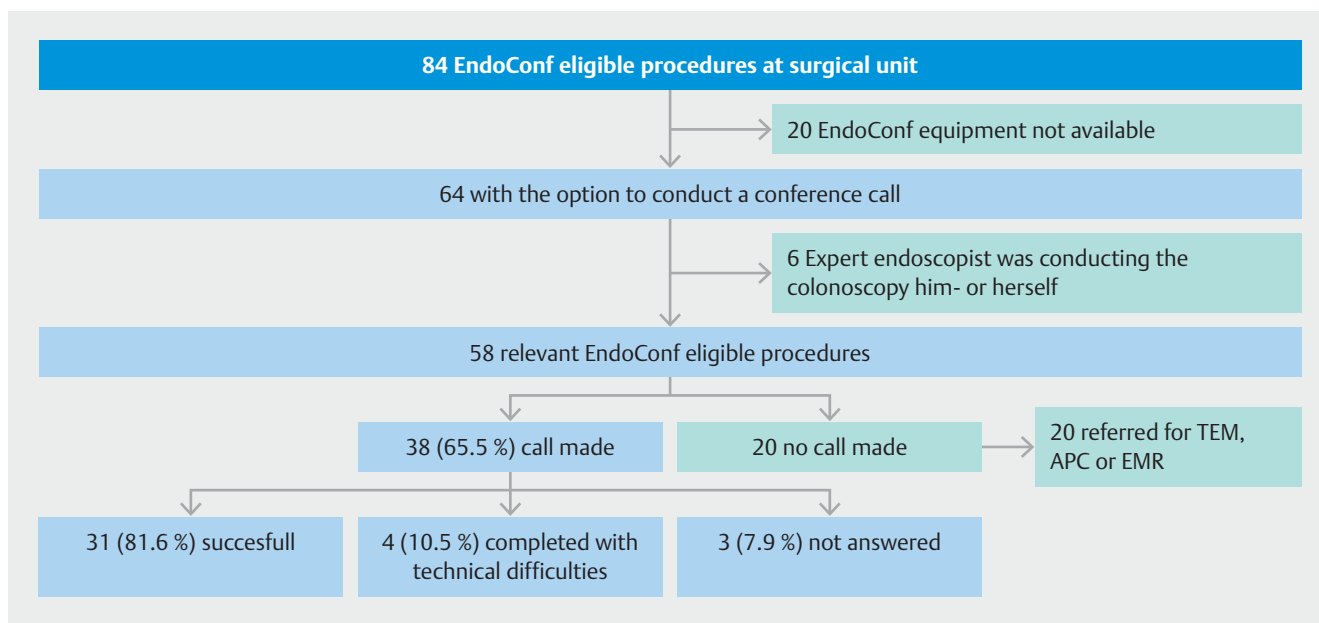 84 EndoConf eligible procedures at surgical unit
20 EndoConf equipment not available
64 with the option to conduct a conference call
6 Expert endoscopist was conducting the
colonoscopy him- or herself
58 relevant EndoConf eligible procedures
38 (65.5 %) call made
20 no call made
20 referred for TEM,
APC or EMR
31 (81.6 %) succesfull
4 (10.5 %) completed with
technical difficulties
3 (7.9 %) not answered